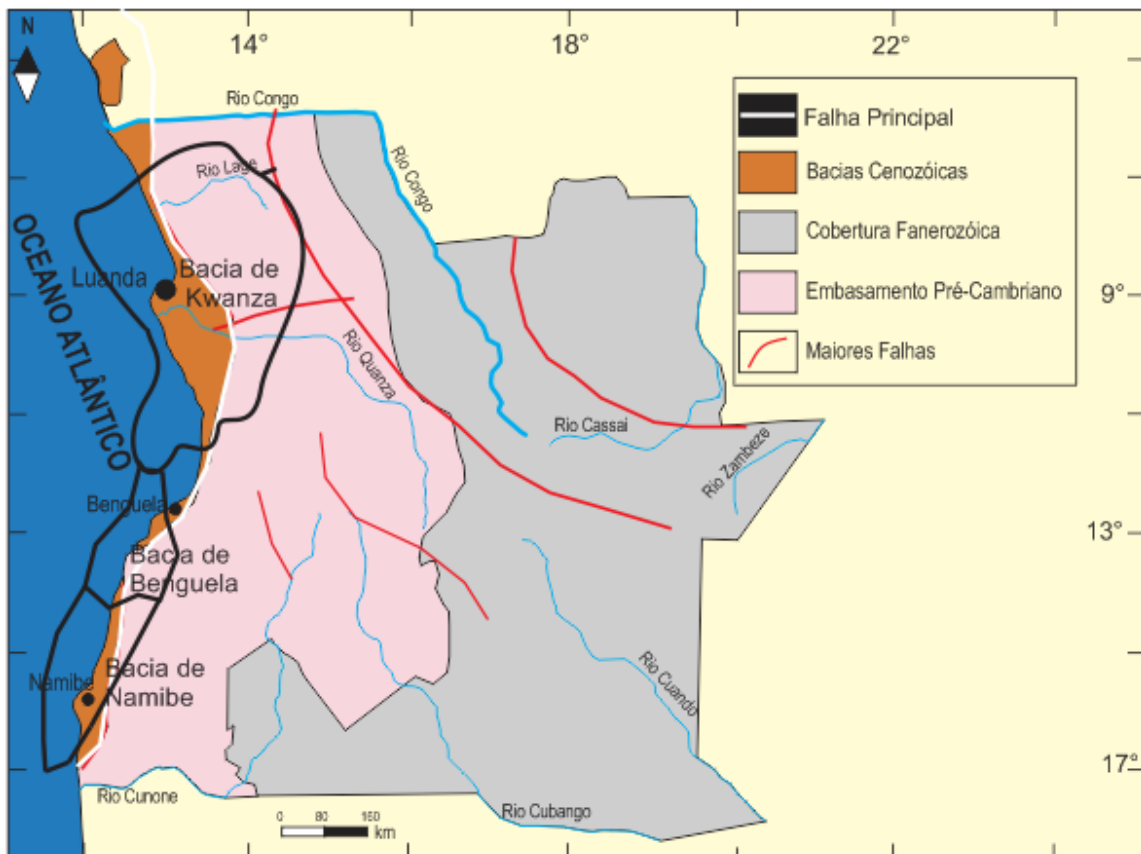 N
14°
18°
22°
Rio Congo
Falha Principal
Bacias Cenozóicas
Cobertura Fanerozóica
Embasamento Pré-Cambriano
Maiores Falhas
Rio Congo
Rio Lage
OCEANO ATLÂNTICO
Luanda
Bacia de
Kwanza
9°
Rio Quanza
Rio Cassai
Rio Zambeze
Benguela
13°
Bacia de
Benguela
Namibe
Bacia de
Namibe
Rio Cuando
17°
Rio Cunone
Rio Cubango
0 80 160
km